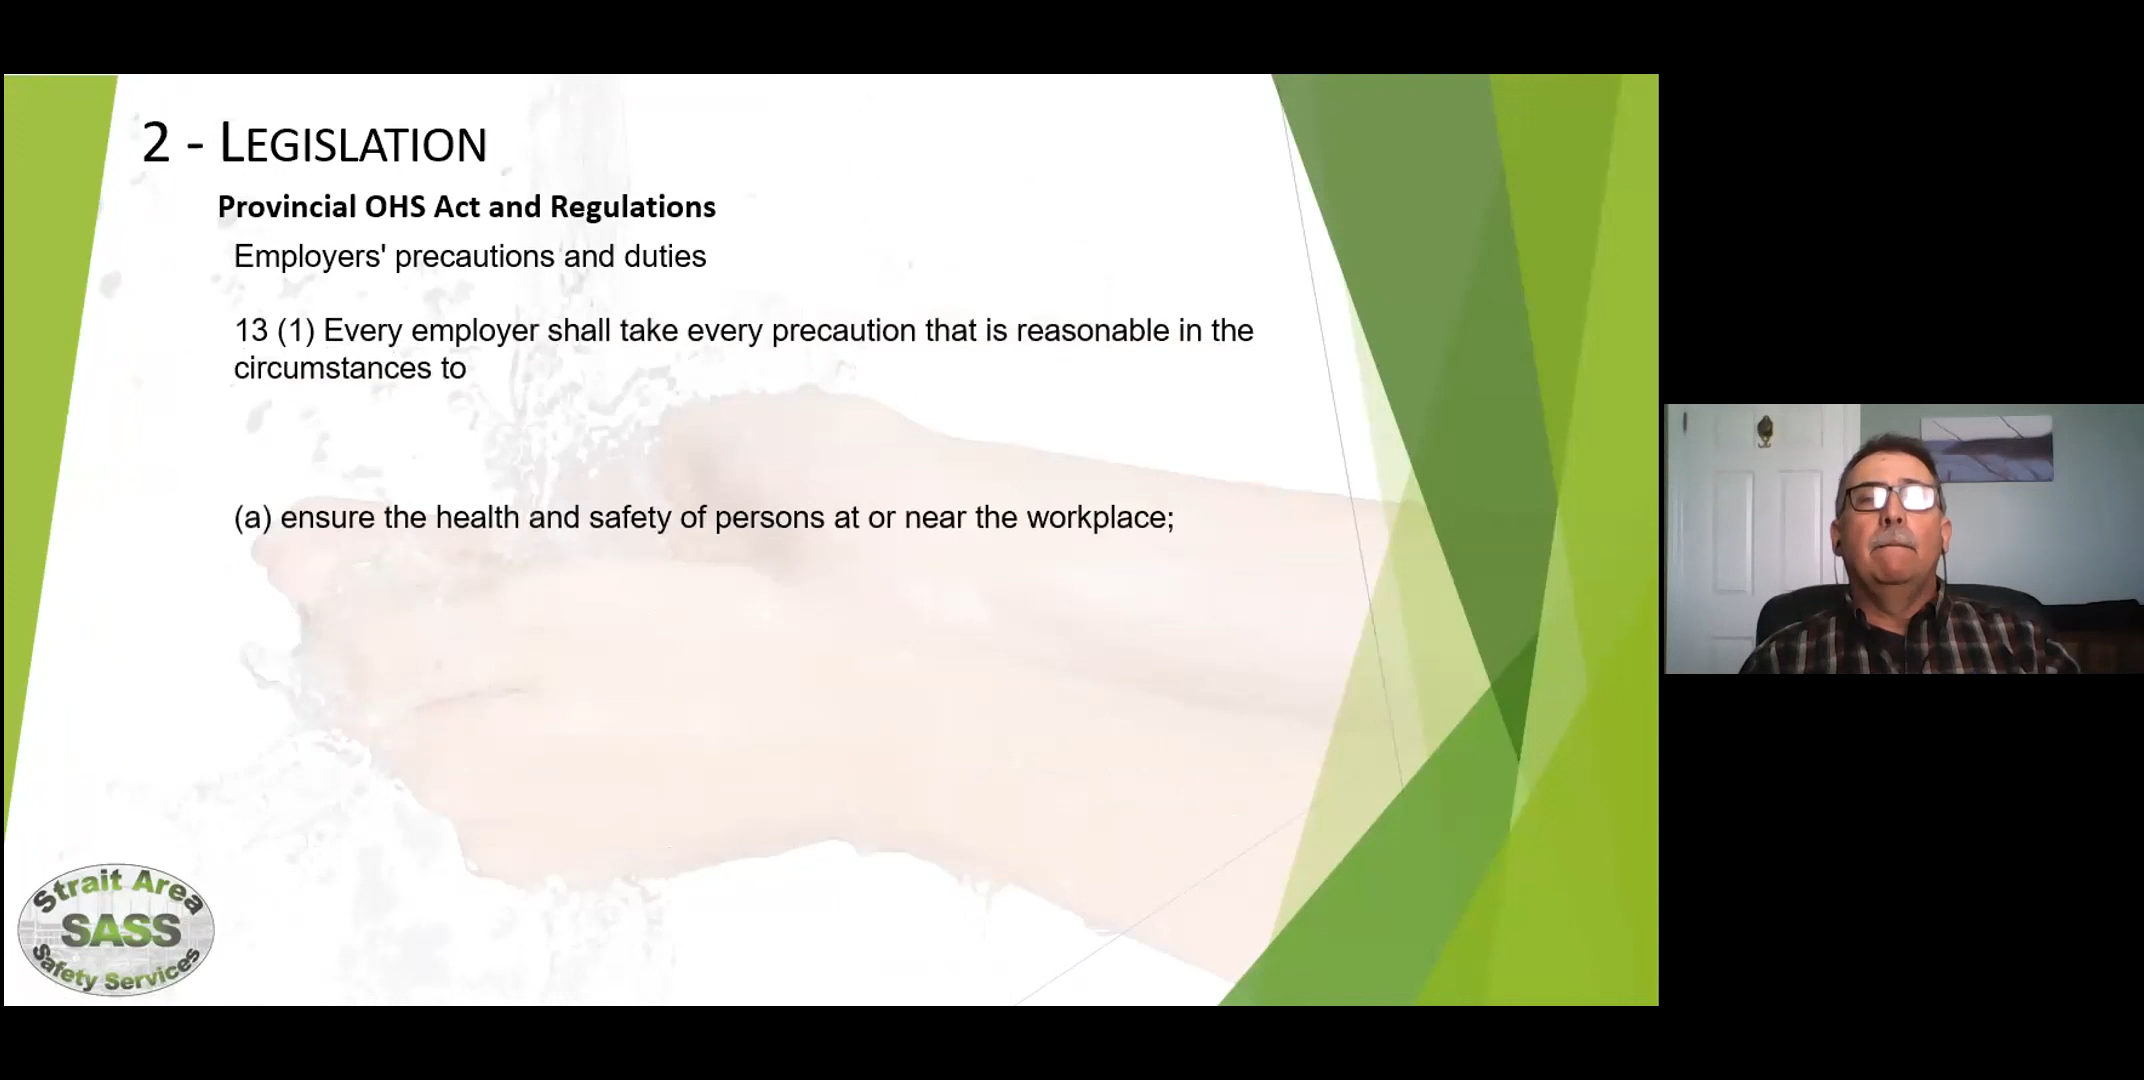 2 - LEGISLATION
Provincial OHS Act and Regulations
Employers' precautions and duties
13 (1) Every employer shall take every precaution that is reasonable in the
circumstances to
(a) ensure the health and safety of persons at or near the workplace;
Strait Area
SASS
Safety Services